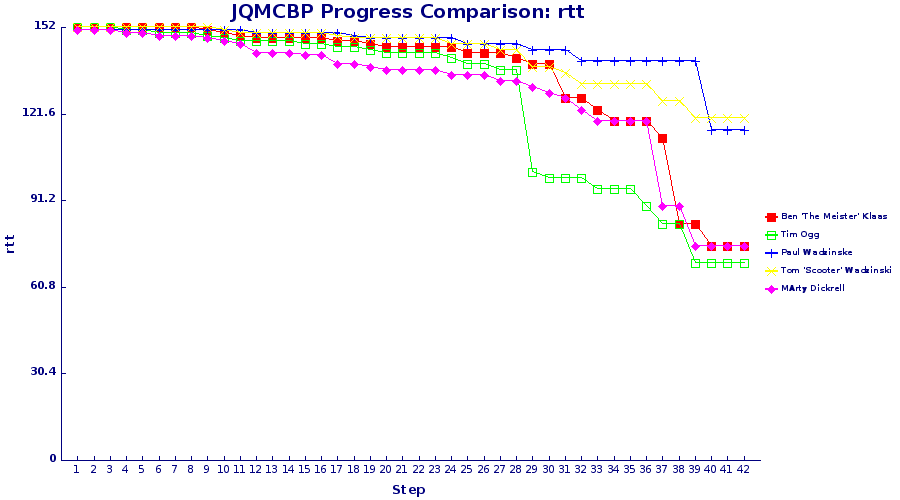 JQMCBP Progress Comparison: rtt
152
121.6
91.2
60.8
30.4
0
rtt
1 2 3 4 5 6 7 8 9 10 11 12 13 14 15 16 17 18 19 20 21 22 23 24 25 26 27 28 29 30 31 32 33 34 35 36 37 38 39 40 41 42
Step
Ben 'The Meister' Klaas
Tim Ogg
Paul Wadzinske
Tom 'Scooter' Wadzinski
MArty Dickrell